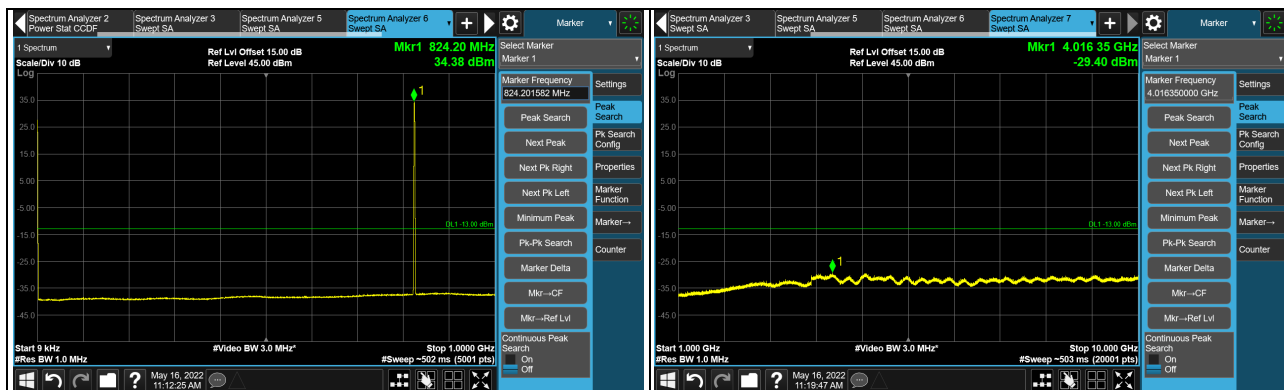 Spectrum Analyzer 2
Power Stat CCDF
Spectrum Analyzer 3
Swept SA
Spectrum Analyzer 5
Swept SA
Spectrum Analyzer 6
Swept SA
+
Marker
1 Spectrum
Scale/Div 10 dB
Log
Ref Lvl Offset 15.00 dB
Ref Level 45.00 dBm
Mkr1 824.20 MHz
34.38 dBm
1
35.0
25.0
15.0
5.00
-5.00
-15.0
-25.0
-35.0
-45.0
DL1 -13.00 dBm
Start 9 kHz
#Res BW 1.0 MHz
#Video BW 3.0 MHz*
Stop 1.0000 GHz
#Sweep ~502 ms (5001 pts)
Select Marker
Marker 1
Marker Frequency
824.201582 MHz
Peak Search
Next Peak
Next Pk Right
Next Pk Left
Minimum Peak
Pk-Pk Search
Marker Delta
Mkr→CF
Mkr→Ref Lvl
Continuous Peak
Search
On
Off
Settings
Peak
Search
Pk Search
Config
Properties
Marker
Function
Marker→
Counter
?
May 16, 2022
11:12:25 AM
Spectrum Analyzer 3
Swept SA
Spectrum Analyzer 5
Swept SA
Spectrum Analyzer 6
Swept SA
Spectrum Analyzer 7
Swept SA
+
Marker
1 Spectrum
Scale/Div 10 dB
Log
Ref Lvl Offset 15.00 dB
Ref Level 45.00 dBm
Mkr1 4.016 35 GHz
-29.40 dBm
1
35.0
25.0
15.0
5.00
-5.00
-15.0
-25.0
-35.0
-45.0
DL1 -13.00 dBm
Start 1.000 GHz
#Res BW 1.0 MHz
#Video BW 3.0 MHz*
Stop 10.000 GHz
#Sweep ~503 ms (20001 pts)
Select Marker
Marker 1
Marker Frequency
4.016350000 GHz
Peak Search
Next Peak
Next Pk Right
Next Pk Left
Minimum Peak
Pk-Pk Search
Marker Delta
Mkr→CF
Mkr→Ref Lvl
Continuous Peak
Search
On
Off
Settings
Peak
Search
Pk Search
Config
Properties
Marker
Function
Marker→
Counter
?
May 16, 2022
11:19:47 AM